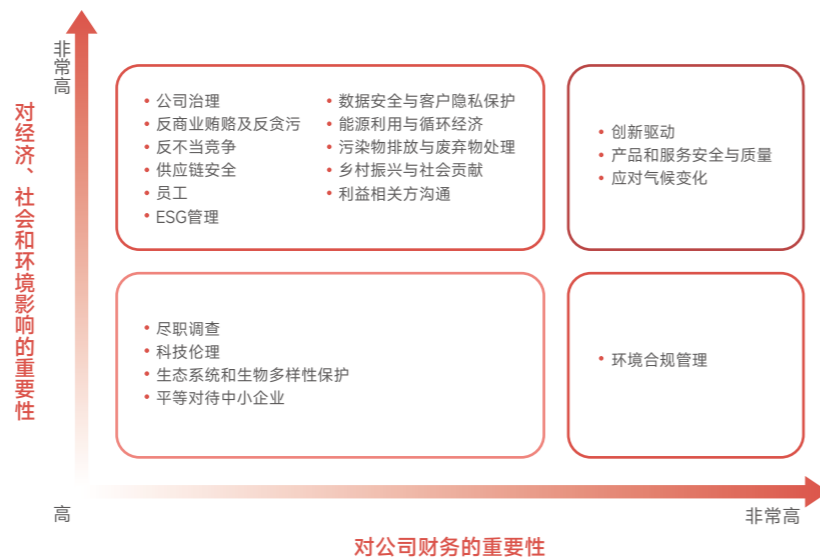 非常高
对经济、社会和环境影响的重要性
• 公司治理
• 反商业贿赂及反贪污
• 反不当竞争
• 供应链安全
• 员工
• ESG管理
• 数据安全与客户隐私保护
• 能源利用与循环经济
• 污染物排放与废弃物处理
• 乡村振兴与社会贡献
• 利益相关方沟通
• 创新驱动
• 产品和服务安全与质量
• 应对气候变化
• 尽职调查
• 科技伦理
• 生态系统和生物多样性保护
• 平等对待中小企业
• 环境合规管理
高
非常高
对公司财务的重要性